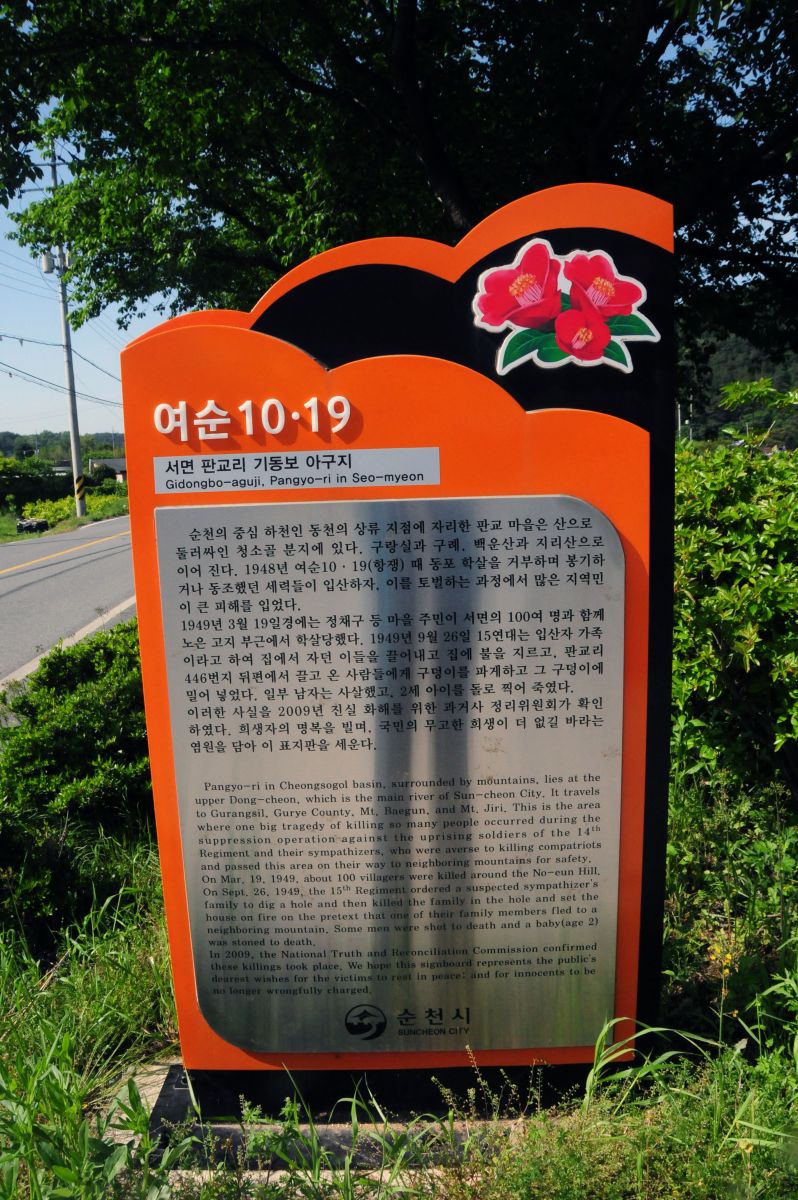 여순10·19
서면 판교리 기동보 아구지
Gidongbo-aguji, Pangyo-ri in Seo-myeon
순천의 중심 하천인 동천의 상류 지점에 자리한 판교 마을은 산으로
둘러싸인 청소골 분지에 있다. 구랑실과 구례, 백운산과 지리산으로
이어 진다. 1948년 여순10·19(항쟁) 때 동포 학살을 거부하며 봉기하
거나 동조했던 세력들이 입산하자, 이를 토벌하는 과정에서 많은 지역민
이 큰 피해를 입었다.
1949년 3월 19일경에는 정채구 등 마을 주민이 서면의 100여 명과 함께
노은 고지 부근에서 학살당했다. 1949년 9월 26일 15연대는 입산자 가족
이라고 하여 집에서 자던 이들을 끌어내고 집에 불을 지르고, 판교리
446번지 뒤편에서 끌고 온 사람들에게 구덩이를 파게하고 그 구덩이에
밀어 넣었다. 일부 남자는 사살했고, 2세 아이를 돌로 찍어 죽였다.
이러한 사실을 2009년 진실 화해를 위한 과거사 정리위원회가 확인
하였다. 희생자의 명복을 빌며, 국민의 무고한 희생이 더 없길 바라는
염원을 담아 이 표지판을 세운다.
Pangyo-ri in Cheongsogol basin, surrounded by mountains, lies at the
upper Dong-cheon, which is the main river of Sun-cheon City. It travels
to Gurangsil, Gurye County, Mt. Baegun, and Mt. Jiri. This is the area
where one big tragedy of killing so many people occurred during the
suppression operation against the uprising soldiers of the 14th
Regiment and their sympathizers, who were averse to killing compatriots
and passed this area on their way to neighboring mountains for safety.
On Mar. 19, 1949, about 100 villagers were killed around the No-eun Hill.
On Sept. 26, 1949, the 15th Regiment ordered a suspected sympathizer's
family to dig a hole and then killed the family in the hole and set the
house on fire on the pretext that one of their family members fled to a
neighboring mountain. Some men were shot to death and a baby(age 2)
was stoned to death.
In 2009, the National Truth and Reconciliation Commission confirmed
these killings took place. We hope this signboard represents the public's
dearest wishes for the victims to rest in peace; and for innocents to be
no longer wrongfully charged.
순천시
SUNCHEON CITY